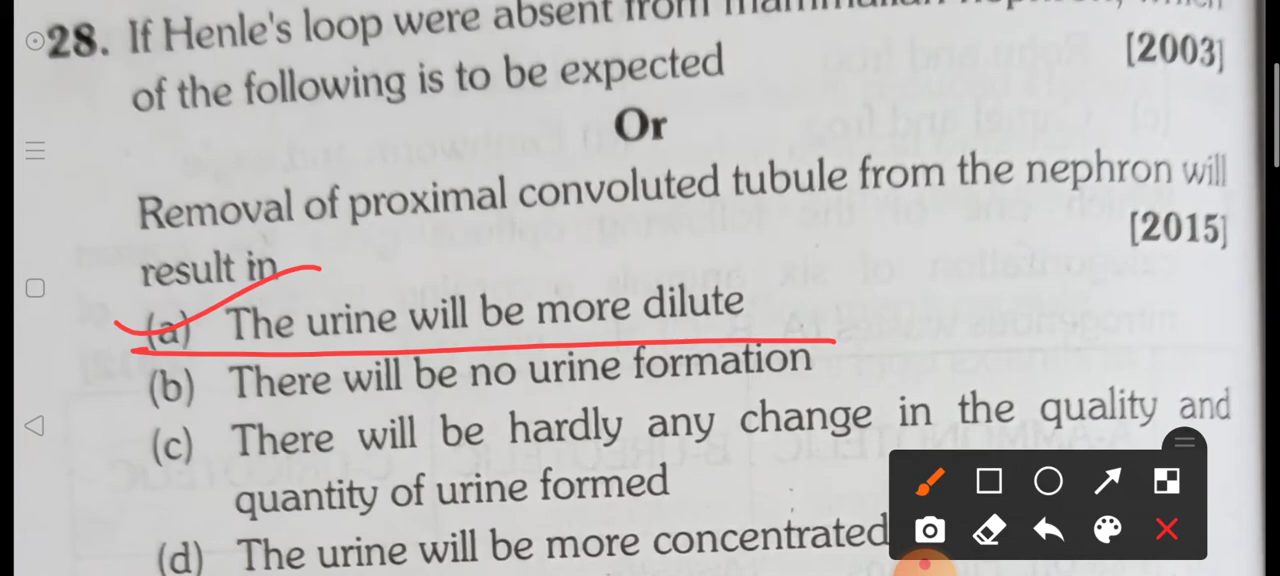 28. If Henle's loop were absent from mammalian
of the following is to be expected [2003]
Or
Removal of proximal convoluted tubule from the nephron will
result in [2015]
(a) The urine will be more dilute
(b) There will be no urine formation
(c) There will be hardly any change in the quality and
quantity of urine formed
(d) The urine will be more concentrated